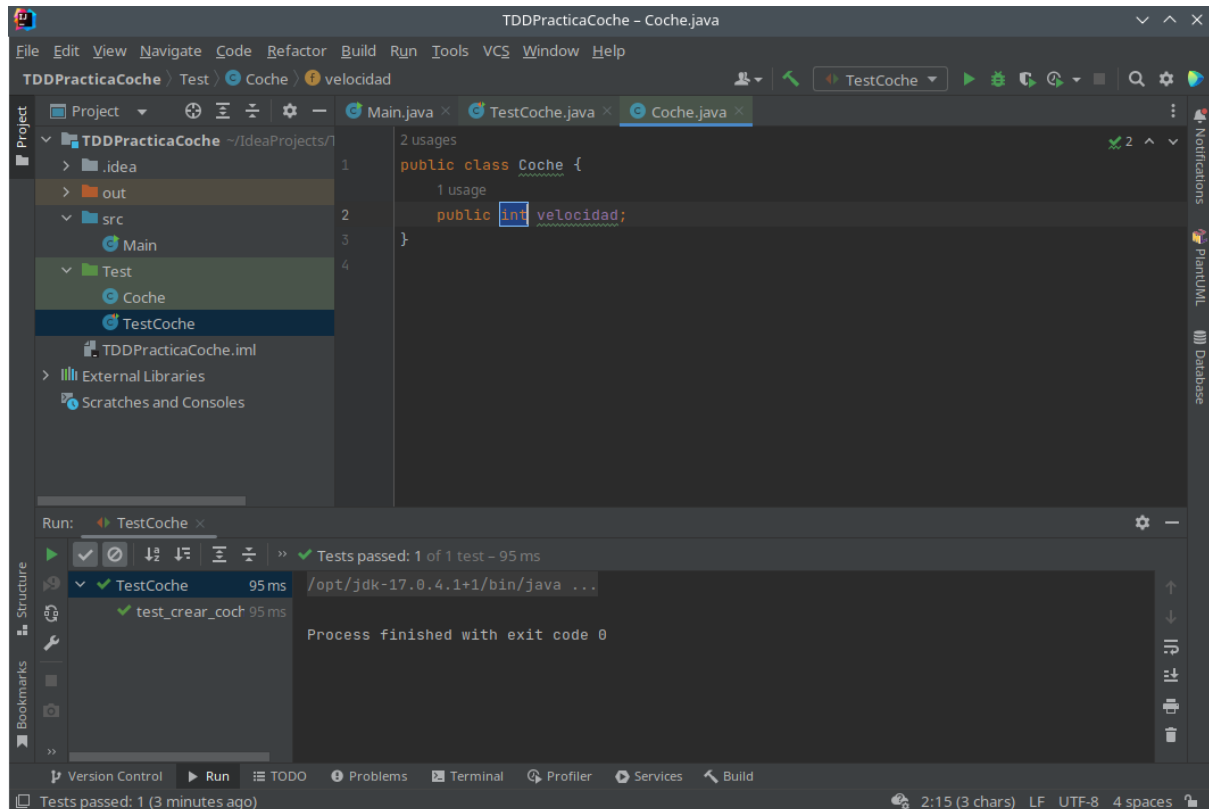 TDDPracticaCoche – Coche.java
File Edit View Navigate Code Refactor Build Run Tools VCS Window Help
TDDPracticaCoche Test Coche velocidad TestCoche
Project Main.java TestCoche.java Coche.java
Project
TDDPracticaCoche ~/IdeaProjects/
.idea
out
src
Main
Test
Coche
TestCoche
TDDPracticaCoche.iml
External Libraries
Scratches and Consoles
2 usages
2
1 public class Coche {
1 usage
2 public int velocidad;
3 }
4
Notifications
PlantUML
Database
Run: TestCoche
Tests passed: 1 of 1 test – 95 ms
TestCoche 95 ms
test_crear_coch 95 ms
/opt/jdk-17.0.4.1+1/bin/java ...
Process finished with exit code 0
Structure
Bookmarks
Version Control Run TODO Problems Terminal Profiler Services Build
Tests passed: 1 (3 minutes ago) 2:15 (3 chars) LF UTF-8 4 spaces